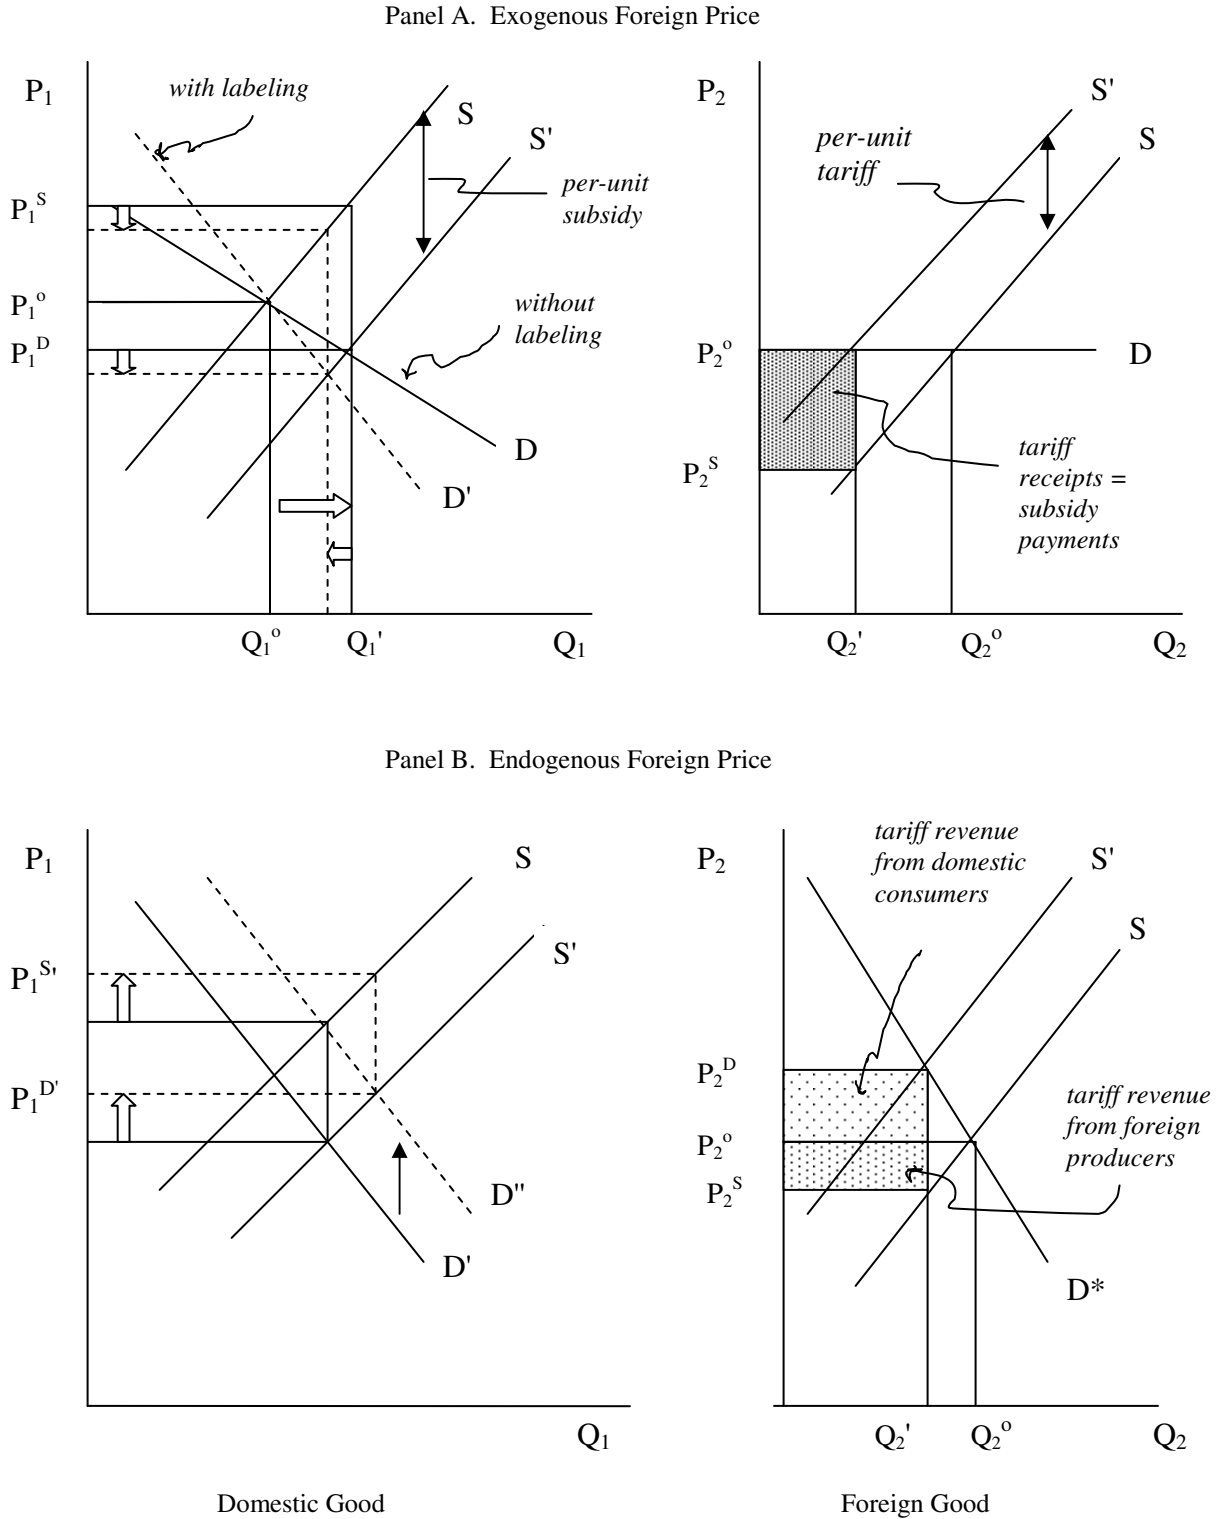 Panel A. Exogenous Foreign Price
P₁
with labeling
S
S'
per-unit
subsidy
P₁ˢ
P₁ᵒ
P₁ᴰ
without
labeling
D
D'
Q₁ᵒ
Q₁'
Q₁
P₂
S'
per-unit
tariff
S
P₂ᵒ
D
P₂ˢ
tariff
receipts =
subsidy
payments
Q₂'
Q₂ᵒ
Q₂
Panel B. Endogenous Foreign Price
P₁
S
S'
P₁ˢ'
P₁ᴰ'
D"
D'
Q₁
Domestic Good
tariff revenue
from domestic
consumers
P₂
S'
S
P₂ᴰ
P₂ᵒ
P₂ˢ
tariff revenue
from foreign
producers
D*
Q₂'
Q₂ᵒ
Q₂
Foreign Good